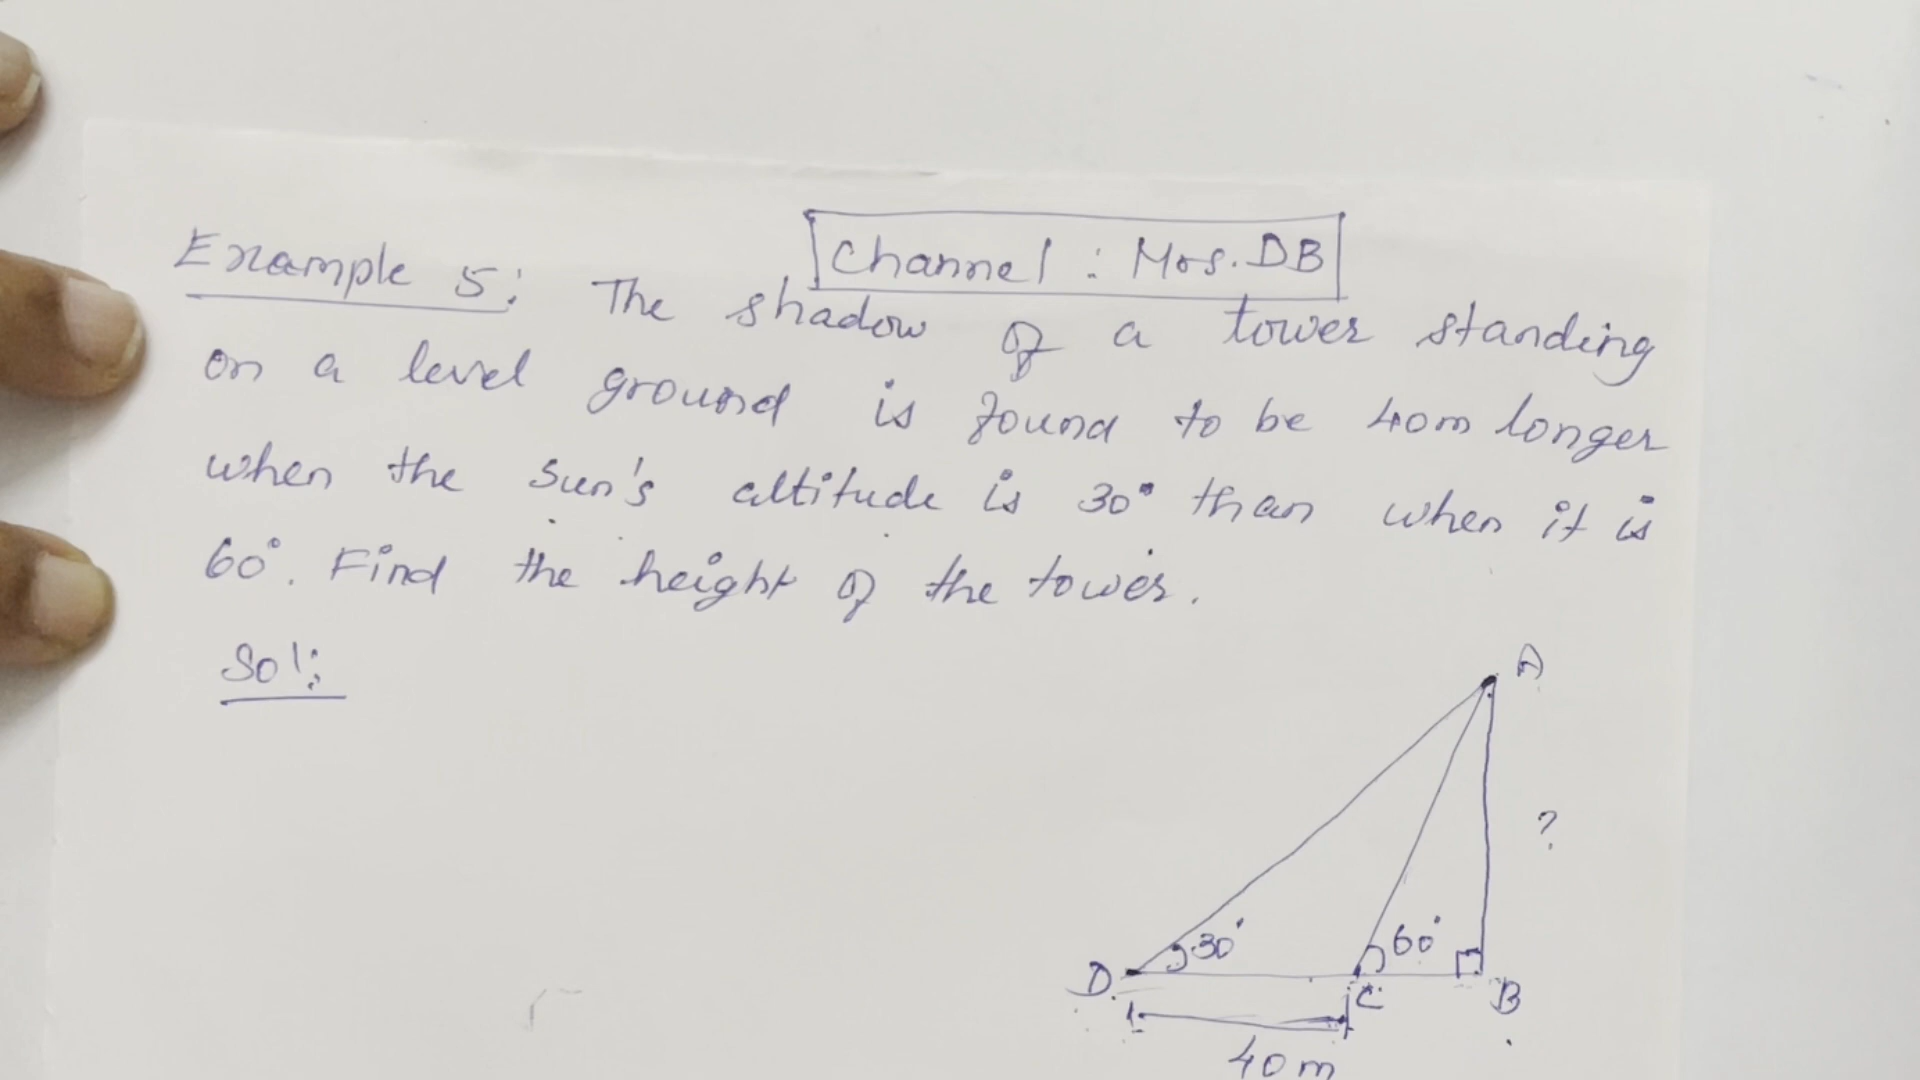 Channel : Mrs. DB
Example 5: The shadow of a tower standing
on a level ground is found to be 40m longer
when the Sun's altitude is 30° than when it is
60°. Find the height of the tower.
Sol:
A
?
30°
60°
D
C
B
40m